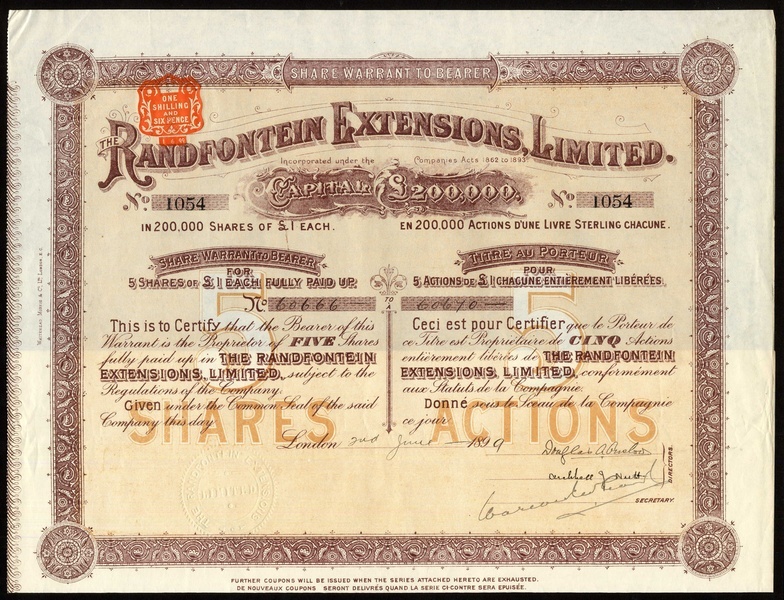 SHARE WARRANT TO BEARER.
ONE
SHILLING
AND
SIX PENCE
THE RANDFONTEIN EXTENSIONS, LIMITED.
Incorporated under the Companies Acts 1862 to 1893
CAPITAL £200,000.
No 1054
No 1054
IN 200,000 SHARES OF £1 EACH.
EN 200,000 ACTIONS D'UNE LIVRE STERLING CHACUNE.
SHARE WARRANT TO BEARER
FOR
5 SHARES OF £1 EACH FULLY PAID UP
TITRE AU PORTEUR
POUR
5 ACTIONS DE £1 CHACUNE ENTIÈREMENT LIBÉRÉES.
No 60666 TO A 60670
This is to Certify that the Bearer of this
Warrant is the Proprietor of FIVE Shares
fully paid up in THE RANDFONTEIN
EXTENSIONS, LIMITED, subject to the
Regulations of the Company.
Given under the Common Seal of the said
Company this day
Ceci est pour Certifier que le Porteur de
ce Titre est Propriétaire de CINQ Actions
entièrement libérées de THE RANDFONTEIN
EXTENSIONS, LIMITED, conformément
aux Statuts de la Compagnie.
Donné sous le Sceau de la Compagnie
ce jour
5
SHARES
5
ACTIONS
London 2nd June 1899
DIRECTORS.
SECRETARY.
LIMITED
FURTHER COUPONS WILL BE ISSUED WHEN THE SERIES ATTACHED HERETO ARE EXHAUSTED.
DE NOUVEAUX COUPONS SERONT DELIVRÉS QUAND LA SERIE CI-CONTRE SERA EPUISÉE.